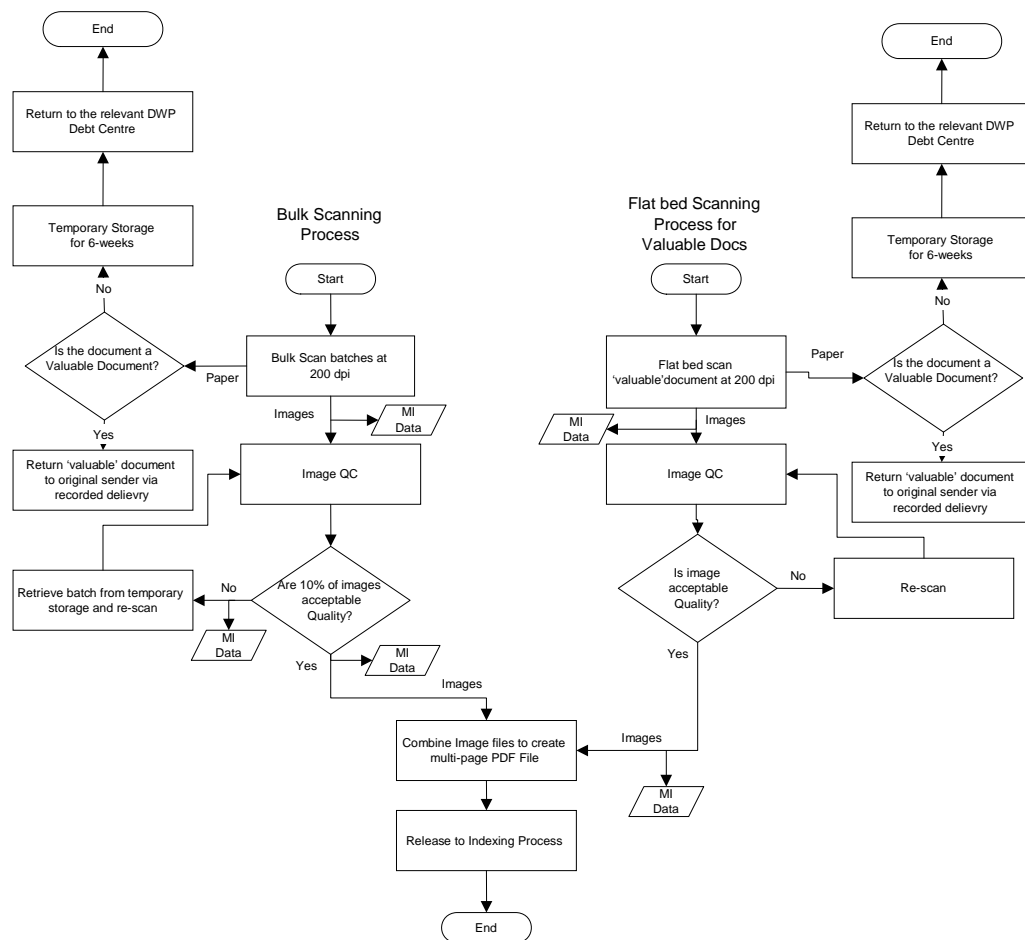 End
End
Return to the relevant DWP
Debt Centre
Return to the relevant DWP
Debt Centre
Bulk Scanning
Process
Flat bed Scanning
Process for
Valuable Docs
Temporary Storage
for 6-weeks
Temporary Storage
for 6-weeks
Start
Start
No
No
Is the document a
Valuable Document?
Paper
Bulk Scan batches at
200 dpi
Flat bed scan
‘valuable’document at 200 dpi
Paper
Is the document a
Valuable Document?
Images
MI
Data
MI
Data
Images
Yes
Yes
Return ‘valuable’ document
to original sender via
recorded delievry
Image QC
Image QC
Return ‘valuable’ document
to original sender via
recorded delievry
Retrieve batch from temporary
storage and re-scan
No
Are 10% of images
acceptable
Quality?
Is image
acceptable
Quality?
No
Re-scan
MI
Data
Yes
MI
Data
Yes
Images
Combine Image files to create
multi-page PDF File
Images
MI
Data
Release to Indexing Process
End